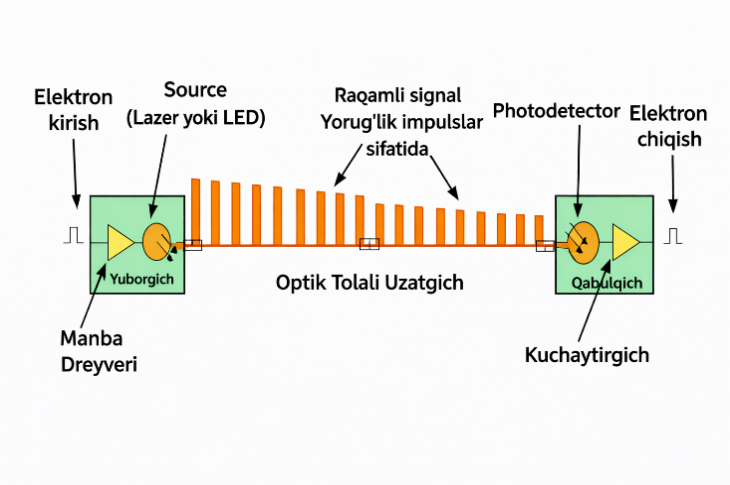 Elektron
kirish
Source
(Lazer yoki LED)
Raqamli signal
Yorug'lik impulslar
sifatida
Photodetector
Elektron
chiqish
Yuborgich
Optik Tolali Uzatgich
Qabulqich
Manba
Dreyveri
Kuchaytirgich